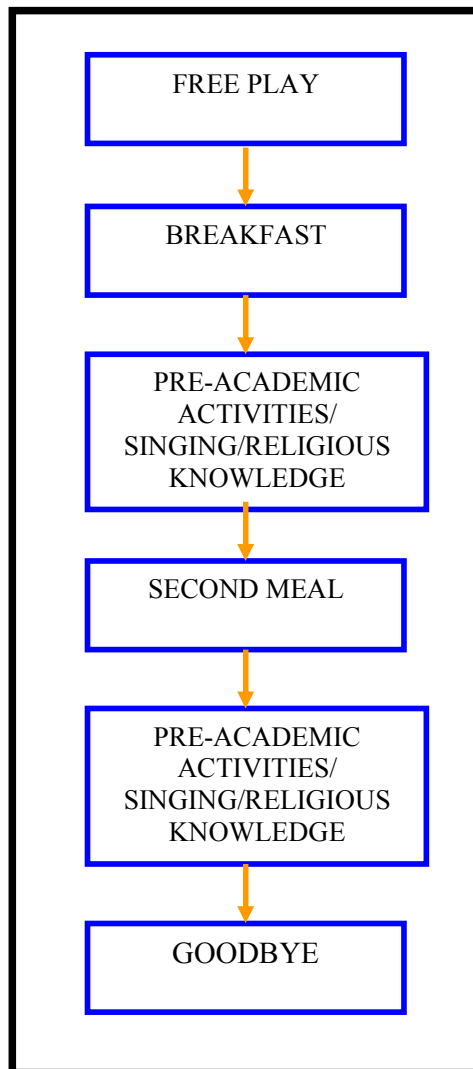 FREE PLAY
BREAKFAST
PRE-ACADEMIC
ACTIVITIES/
SINGING/RELIGIOUS
KNOWLEDGE
SECOND MEAL
PRE-ACADEMIC
ACTIVITIES/
SINGING/RELIGIOUS
KNOWLEDGE
GOODBYE